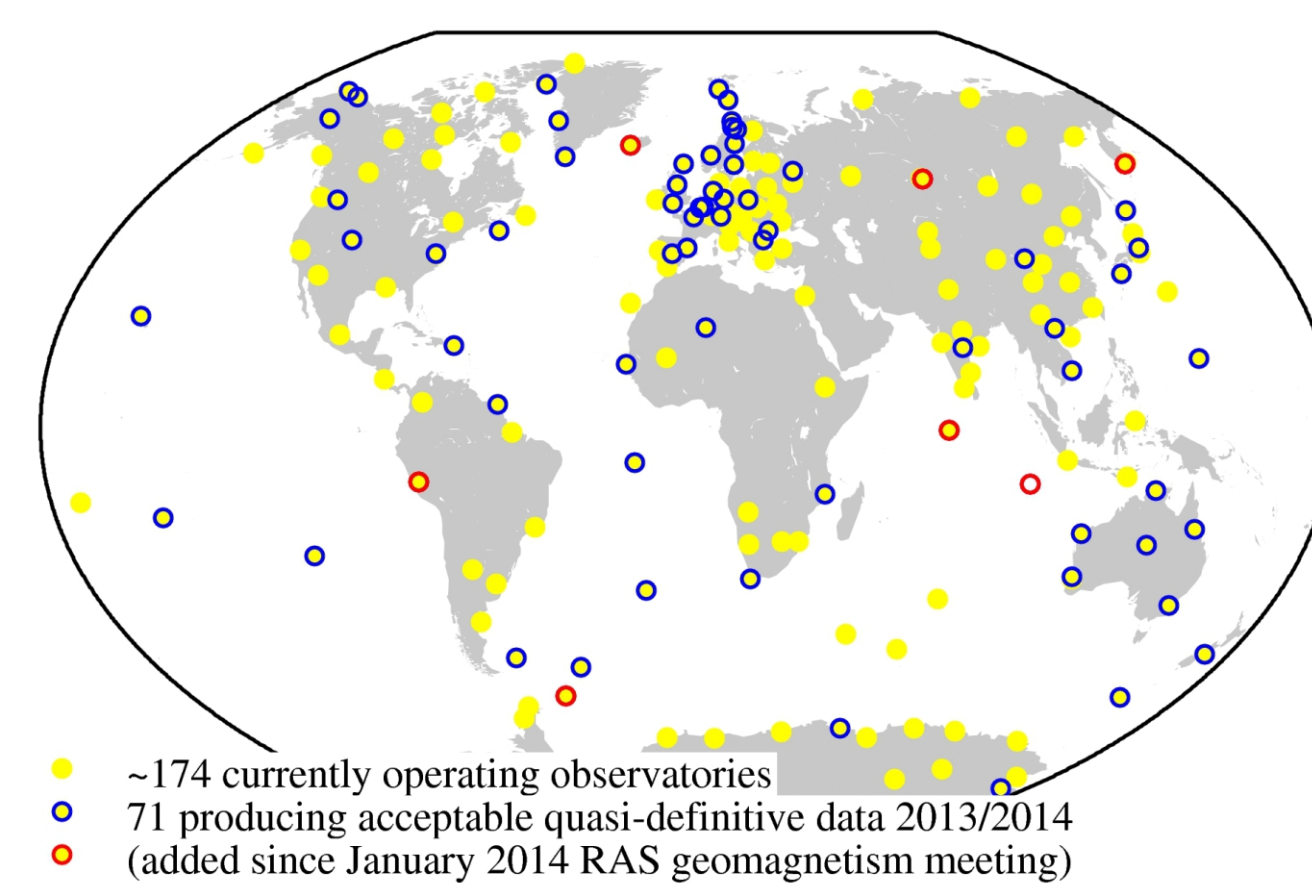 ~174 currently operating observatories
71 producing acceptable quasi-definitive data 2013/2014
(added since January 2014 RAS geomagnetism meeting)